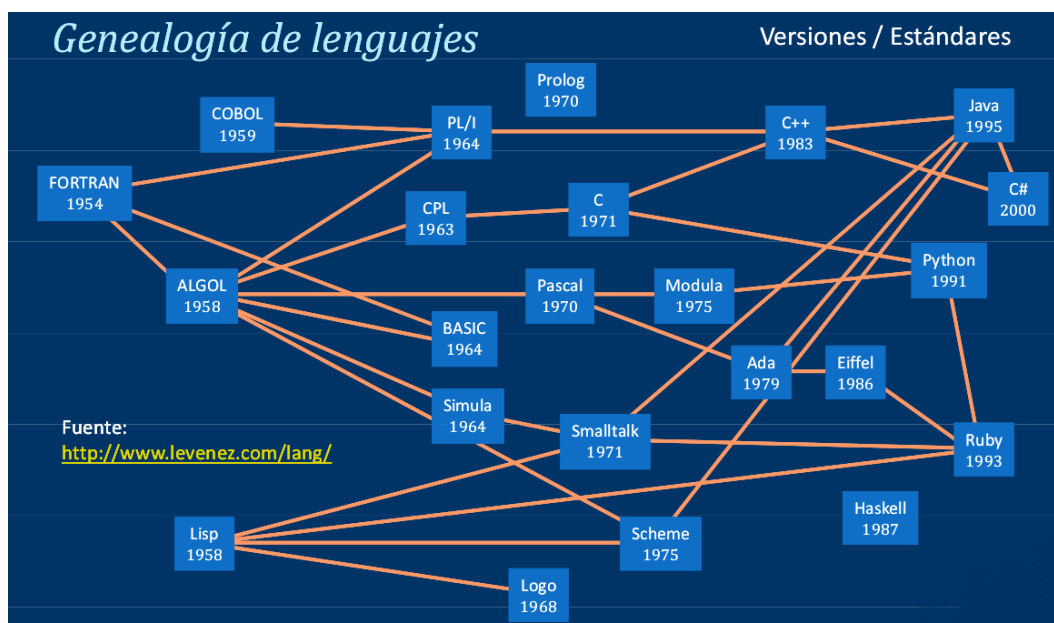 Genealogía de lenguajes
Versiones / Estándares
Prolog
1970
COBOL
1959
PL/I
1964
C++
1983
Java
1995
FORTRAN
1954
CPL
1963
C
1971
C#
2000
ALGOL
1958
Pascal
1970
Modula
1975
Python
1991
BASIC
1964
Ada
1979
Eiffel
1986
Simula
1964
Fuente:
http://www.levenez.com/lang/
Smalltalk
1971
Ruby
1993
Haskell
1987
Lisp
1958
Scheme
1975
Logo
1968